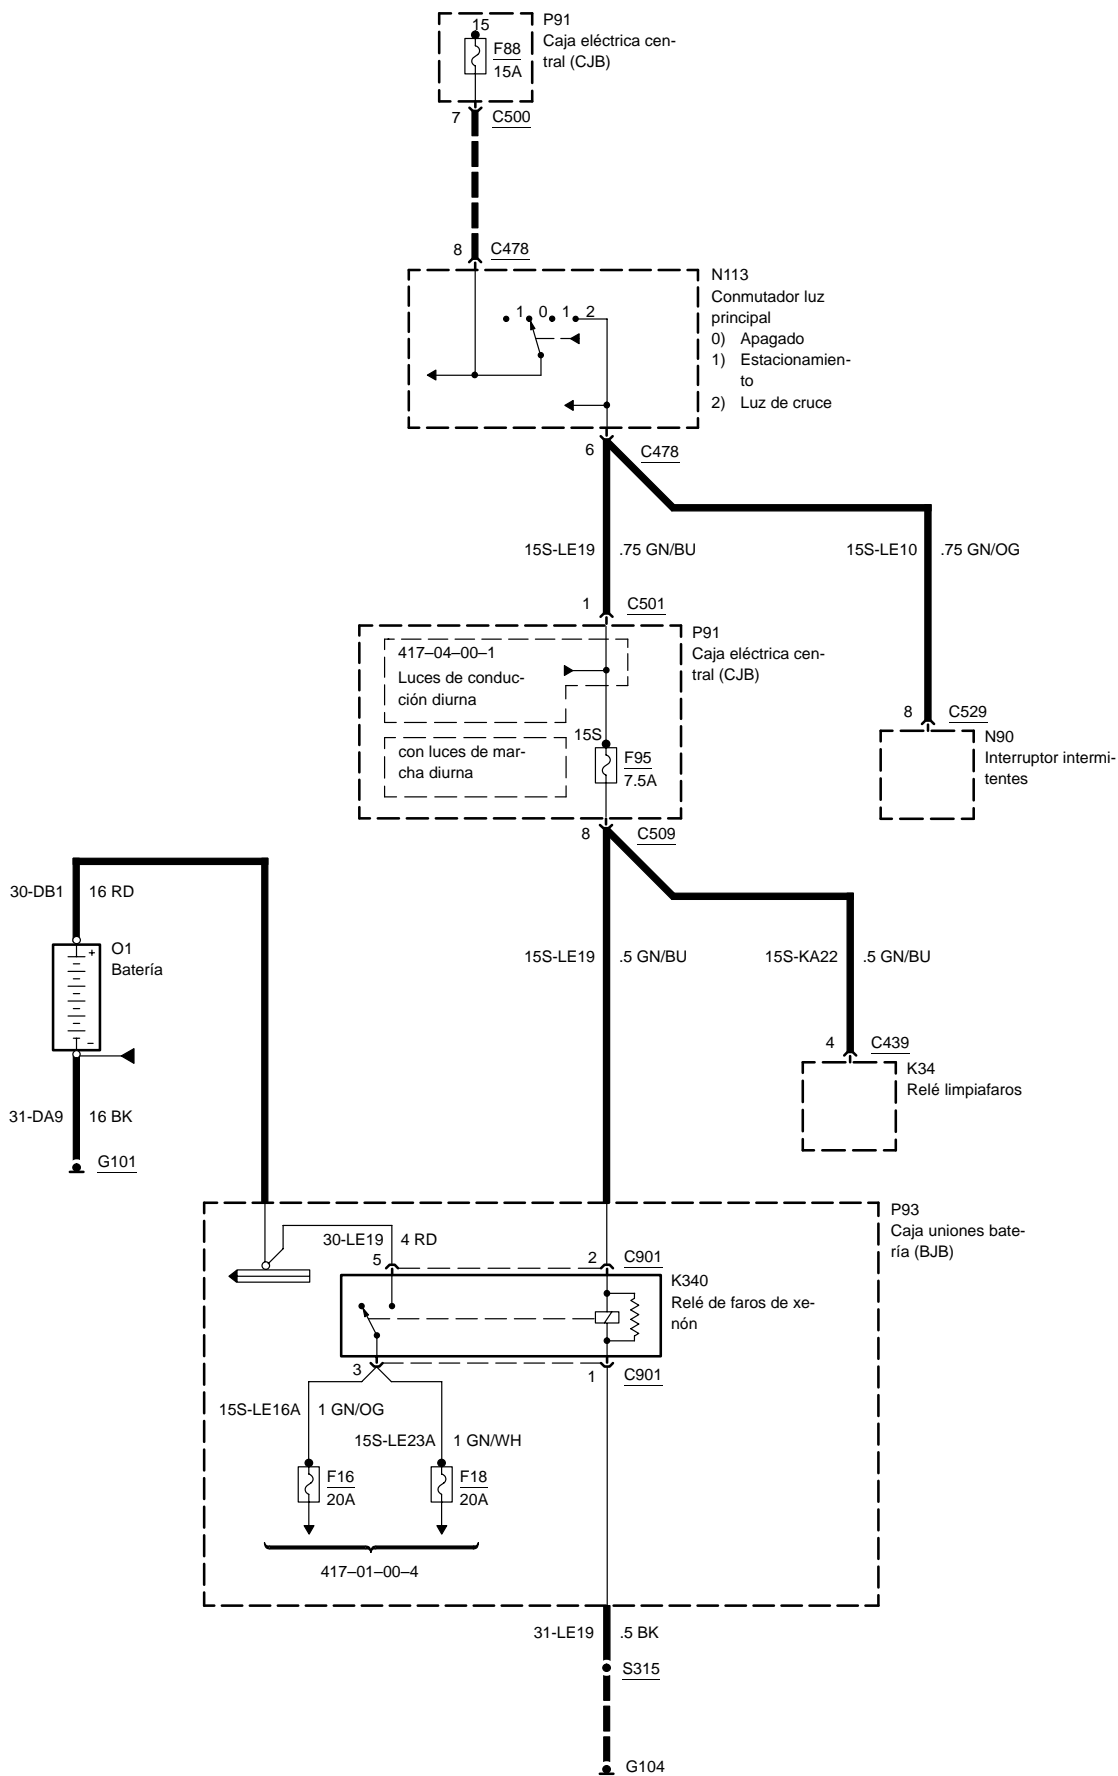 P91
Caja eléctrica cen-
tral (CJB)
15
F88
15A
7
C500
8
C478
N113
Conmutador luz
principal
0) Apagado
1) Estacionamien-
to
2) Luz de cruce
1 0 1 2
6
C478
15S-LE19
.75 GN/BU
15S-LE10
.75 GN/OG
1
C501
P91
Caja eléctrica cen-
tral (CJB)
417–04–00–1
Luces de conduc-
ción diurna
15S
con luces de mar-
cha diurna
F95
7.5A
8
C529
N90
Interruptor intermi-
tentes
8
C509
30-DB1
16 RD
O1
Batería
+
−
15S-LE19
.5 GN/BU
15S-KA22
.5 GN/BU
4
C439
K34
Relé limpiafaros
31-DA9
16 BK
G101
P93
Caja uniones bate-
ría (BJB)
30-LE19
4 RD
5
2
C901
K340
Relé de faros de xe-
nón
3
1
C901
15S-LE16A
1 GN/OG
15S-LE23A
1 GN/WH
F16
20A
F18
20A
417–01–00–4
31-LE19
.5 BK
S315
G104